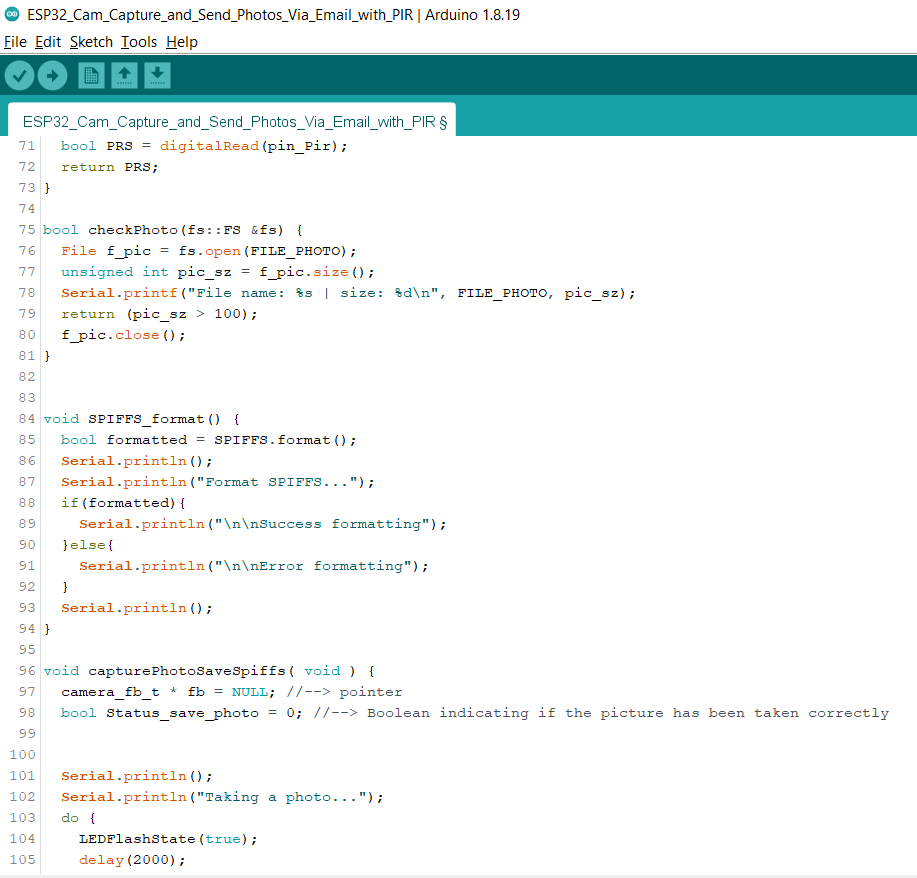 ESP32_Cam_Capture_and_Send_Photos_Via_Email_with_PIR | Arduino 1.8.19
File Edit Sketch Tools Help
ESP32_Cam_Capture_and_Send_Photos_Via_Email_with_PIR §
71   bool PRS = digitalRead(pin_Pir);
72   return PRS;
73 }
74
75 bool checkPhoto(fs::FS &fs) {
76   File f_pic = fs.open(FILE_PHOTO);
77   unsigned int pic_sz = f_pic.size();
78   Serial.printf("File name: %s | size: %d\n", FILE_PHOTO, pic_sz);
79   return (pic_sz > 100);
80   f_pic.close();
81 }
82
83
84 void SPIFFS_format() {
85   bool formatted = SPIFFS.format();
86   Serial.println();
87   Serial.println("Format SPIFFS...");
88   if(formatted){
89     Serial.println("\n\nSuccess formatting");
90   }else{
91     Serial.println("\n\nError formatting");
92   }
93   Serial.println();
94 }
95
96 void capturePhotoSaveSpiffs( void ) {
97   camera_fb_t * fb = NULL; //--> pointer
98   bool Status_save_photo = 0; //--> Boolean indicating if the picture has been taken correctly
99
100
101   Serial.println();
102   Serial.println("Taking a photo...");
103   do {
104     LEDFlashState(true);
105     delay(2000);